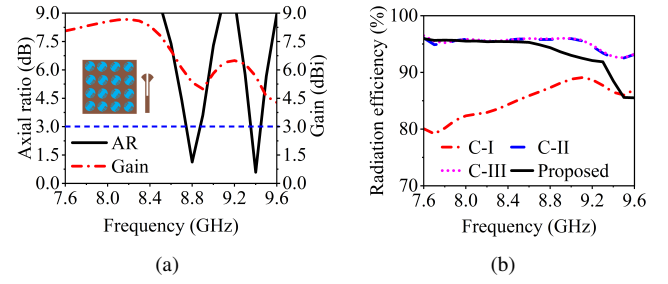 9.0 9.0
7.5 7.5
6.0 6.0
4.5 4.5
3.0 3.0
1.5 1.5
0.0 0.0
Axial ratio (dB)
Gain (dBi)
AR
Gain
7.6 8.0 8.4 8.8 9.2 9.6
Frequency (GHz)
(a)
100
90
80
70
Radiation efficiency (%)
C-I C-II
C-III Proposed
7.6 8.0 8.4 8.8 9.2 9.6
Frequency (GHz)
(b)